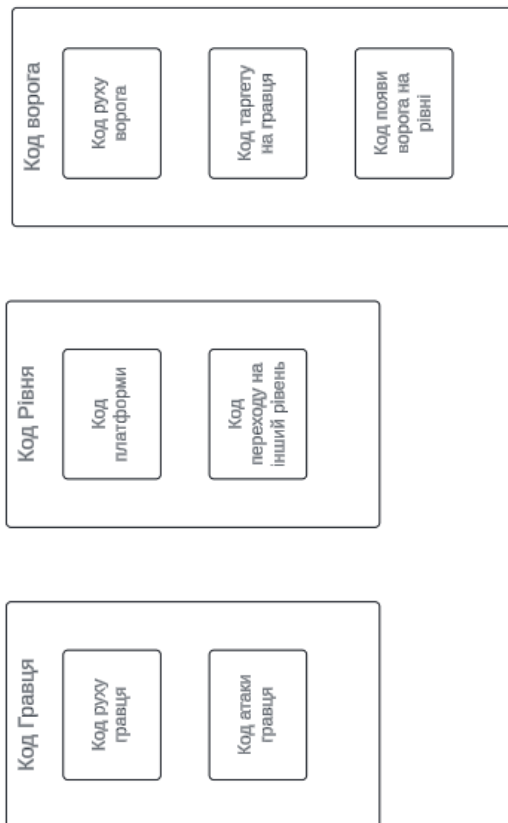 Код Гравця
Код руху
гравця
Код атаки
гравця
Код Рівня
Код
платформи
Код
переходу на
інший рівень
Код ворога
Код руху
ворога
Код таргету
на гравця
Код появи
ворога на
рівні